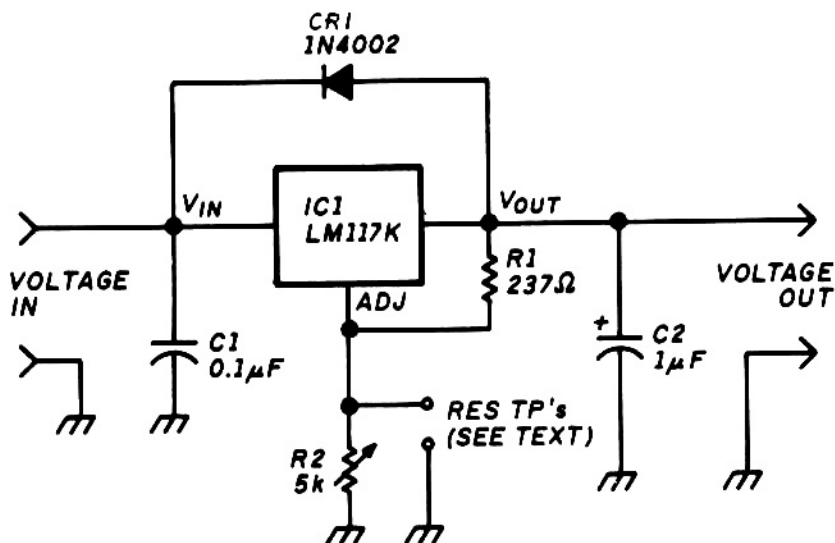 CR1
1N4002
VIN
IC1
LM117K
VOUT
R1
237Ω
VOLTAGE
IN
ADJ
VOLTAGE
OUT
C1
0.1µF
+
C2
1µF
RES TP's
(SEE TEXT)
R2
5k